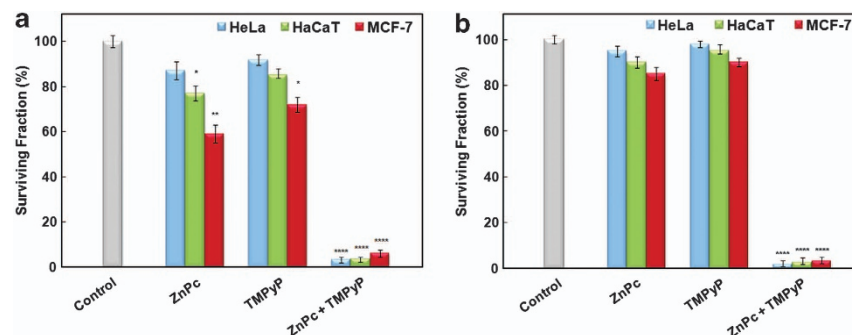 a
HeLa HaCaT MCF-7
Surviving Fraction (%)
100
80
60
40
20
0
*
**
*
**** **** ****
Control
ZnPc
TMPyP
ZnPc + TMPyP
b
HeLa HaCaT MCF-7
Surviving Fraction (%)
100
80
60
40
20
0
**** **** ****
Control
ZnPc
TMPyP
ZnPc + TMPyP